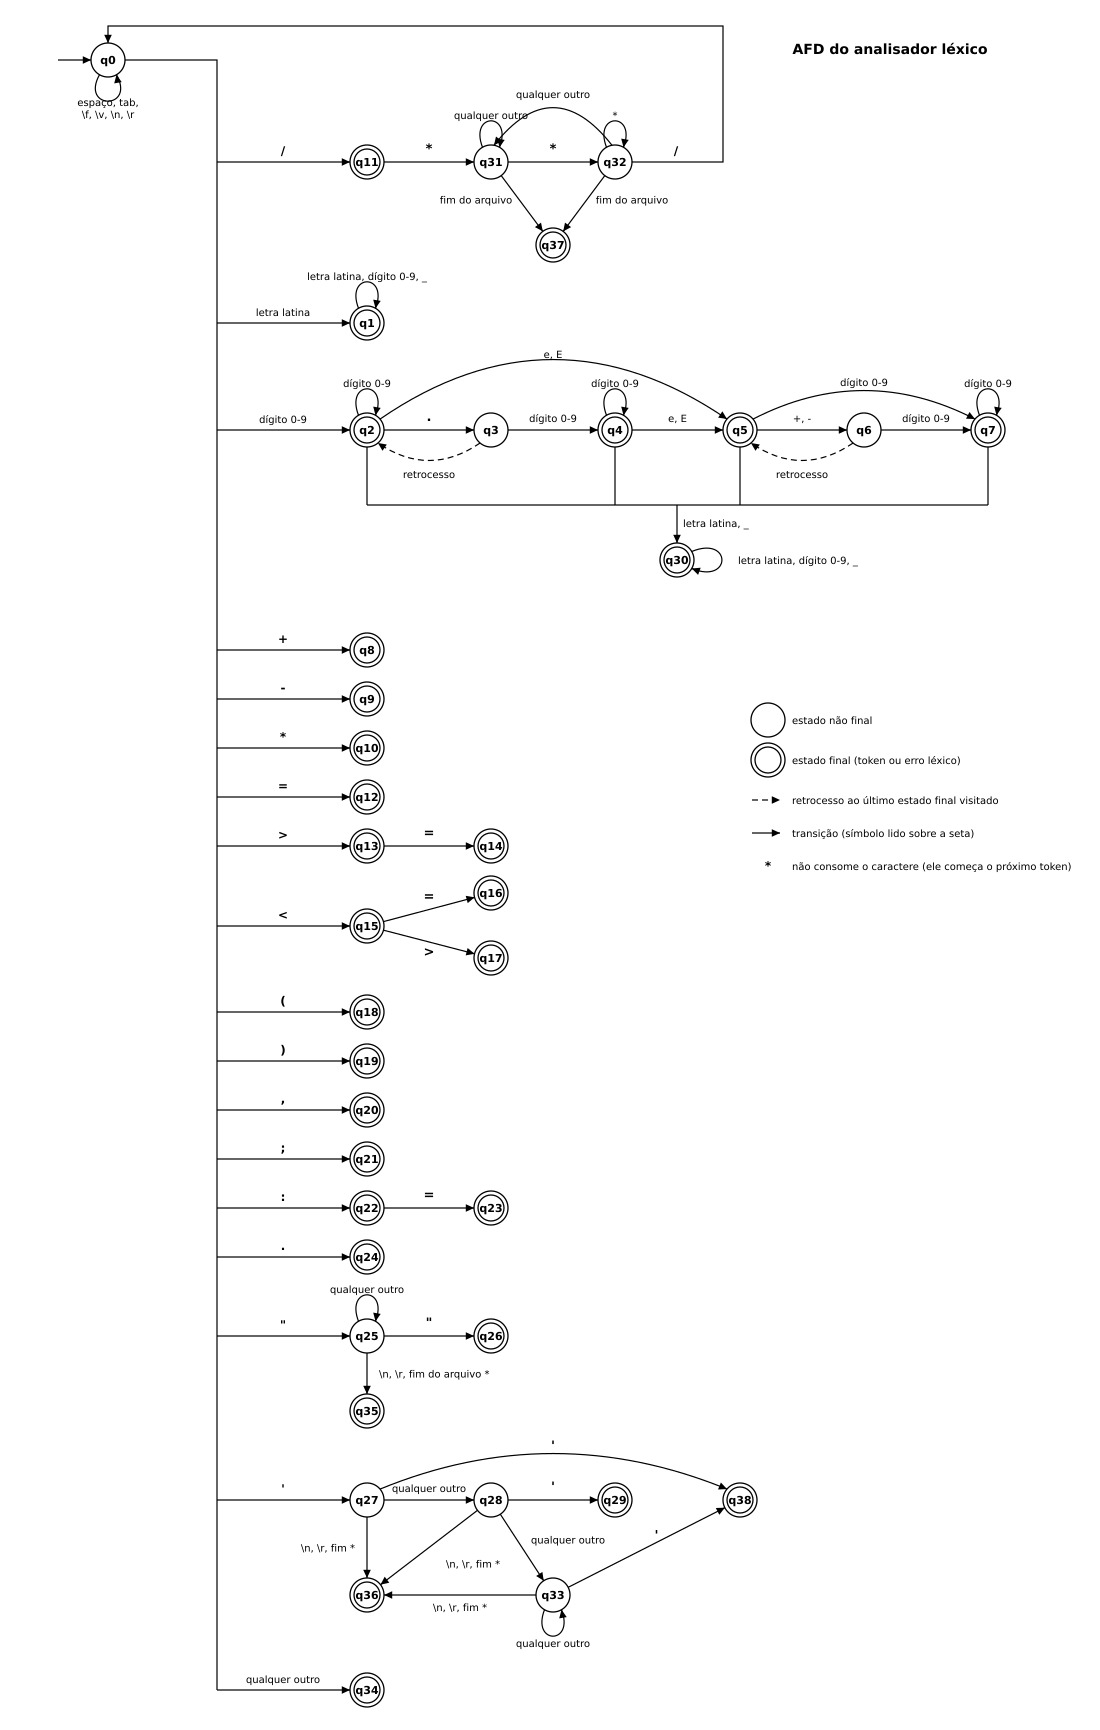 AFD do analisador léxico
q0
espaço, tab,
\f, \v, \n, \r
qualquer outro
qualquer outro
*
/
q11
*
q31
*
q32
/
fim do arquivo
fim do arquivo
q37
letra latina, dígito 0-9, _
letra latina
q1
e, E
dígito 0-9
dígito 0-9
dígito 0-9
dígito 0-9
dígito 0-9
q2
.
q3
dígito 0-9
q4
e, E
q5
+, -
q6
dígito 0-9
q7
retrocesso
retrocesso
letra latina, _
q30
letra latina, dígito 0-9, _
+
q8
-
q9
*
q10
=
q12
>
q13
=
q14
<
q15
=
q16
>
q17
estado não final
estado final (token ou erro léxico)
retrocesso ao último estado final visitado
transição (símbolo lido sobre a seta)
*
não consome o caractere (ele começa o próximo token)
(
q18
)
q19
,
q20
;
q21
:
q22
=
q23
.
q24
qualquer outro
"
q25
"
q26
\n, \r, fim do arquivo *
q35
'
'
q27
qualquer outro
q28
'
q29
q38
\n, \r, fim *
\n, \r, fim *
qualquer outro
'
q36
\n, \r, fim *
q33
qualquer outro
qualquer outro
q34